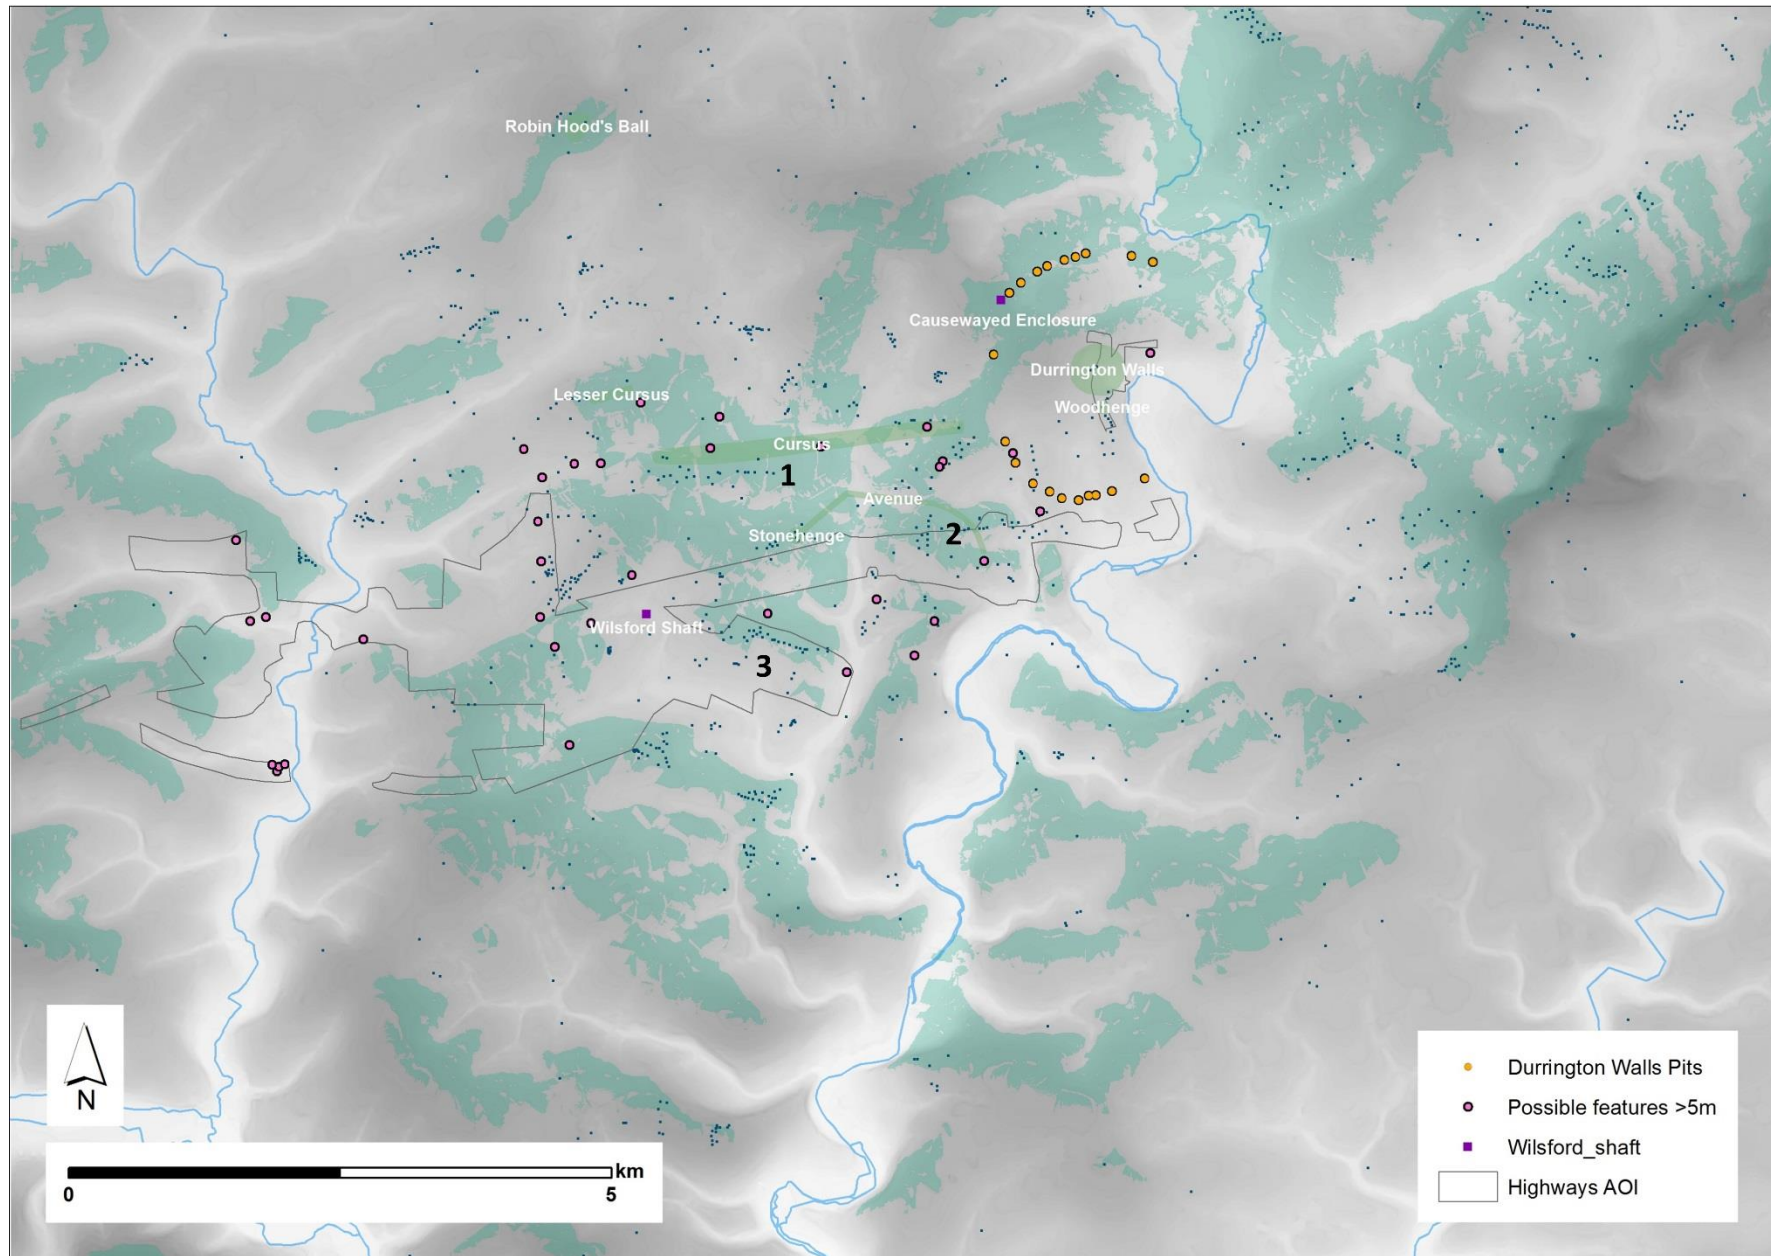 Robin Hood's Ball
Causewayed Enclosure
Durrington Walls
Woodhenge
Lesser Cursus
Cursus
1
Avenue
Stonehenge
2
Wilsford Shaft
3
N
km
0
5
Durrington Walls Pits
Possible features >5m
Wilsford_shaft
Highways AOI